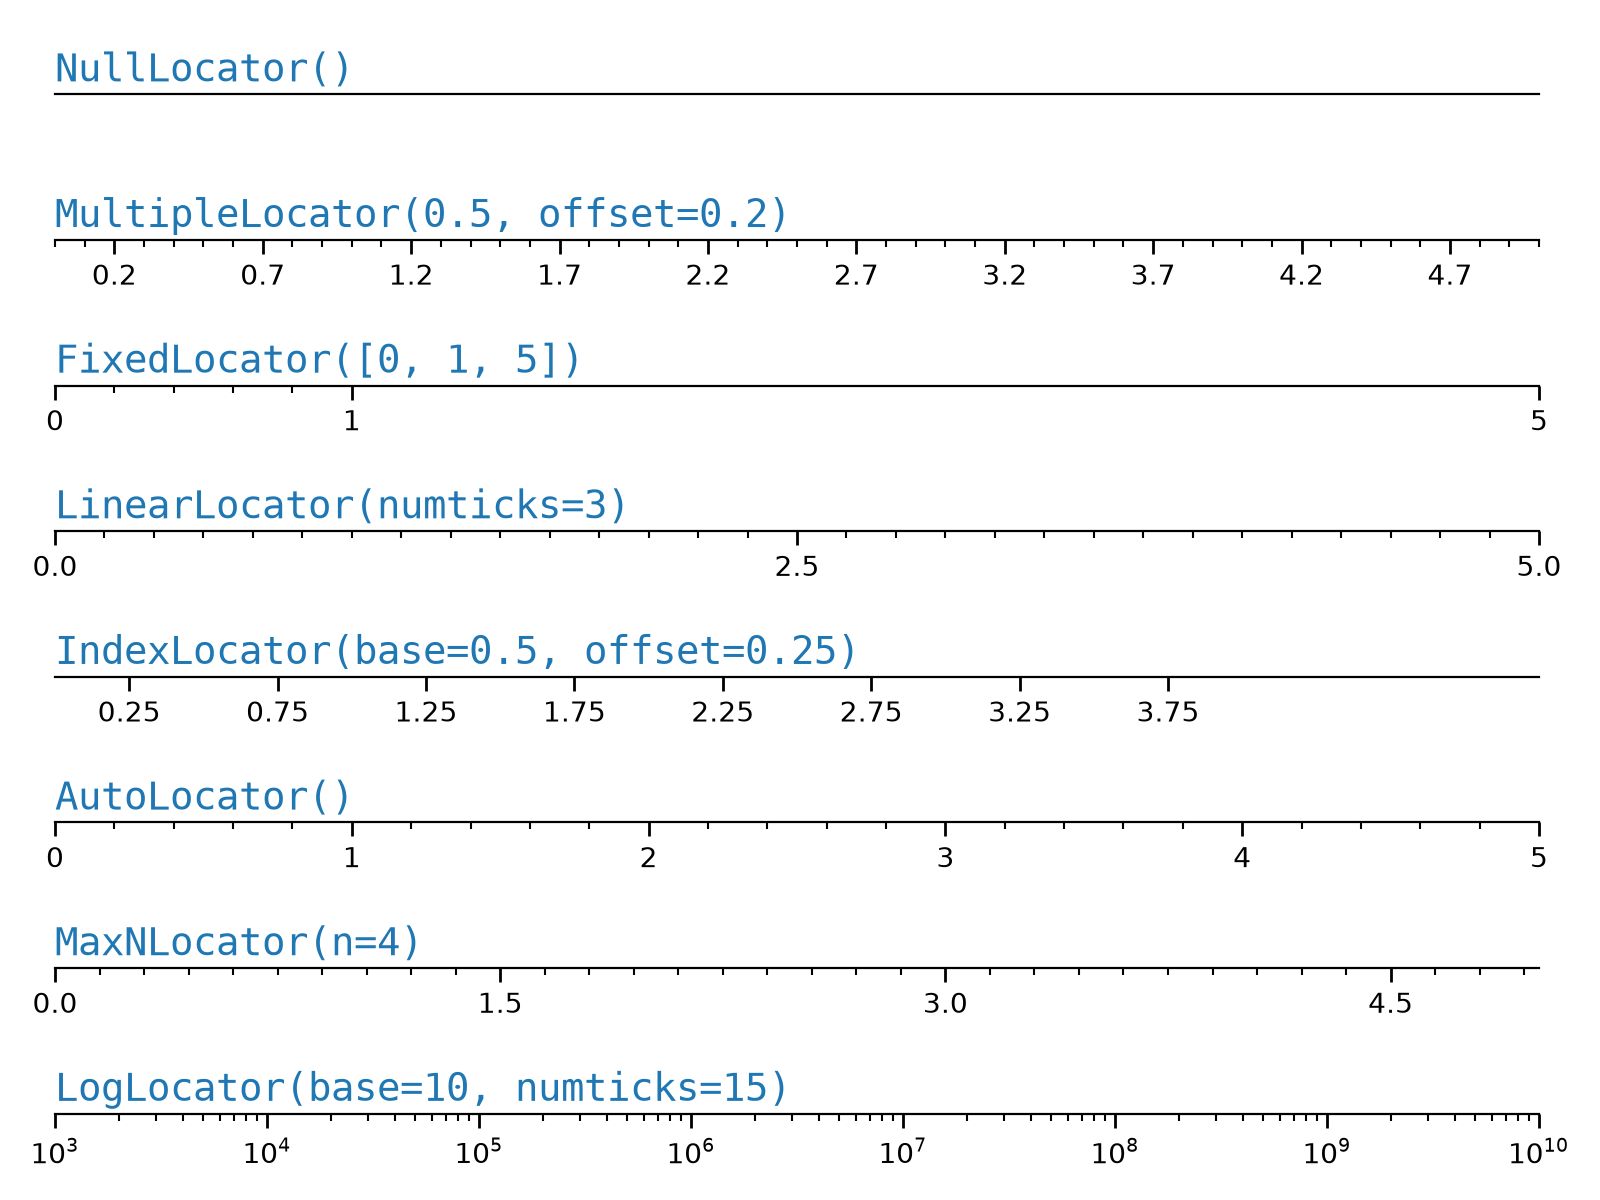 NullLocator()
MultipleLocator(0.5, offset=0.2)
0.2 0.7 1.2 1.7 2.2 2.7 3.2 3.7 4.2 4.7
FixedLocator([0, 1, 5])
0 1 5
LinearLocator(numticks=3)
0.0 2.5 5.0
IndexLocator(base=0.5, offset=0.25)
0.25 0.75 1.25 1.75 2.25 2.75 3.25 3.75
AutoLocator()
0 1 2 3 4 5
MaxNLocator(n=4)
0.0 1.5 3.0 4.5
LogLocator(base=10, numticks=15)
10³ 10⁴ 10⁵ 10⁶ 10⁷ 10⁸ 10⁹ 10¹⁰